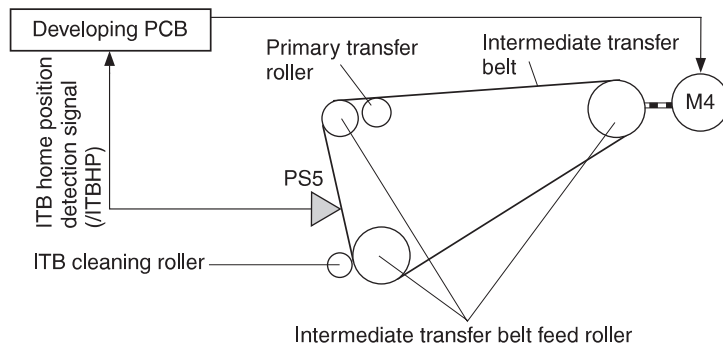 Developing PCB
Primary transfer
roller
Intermediate transfer
belt
M4
ITB home position
detection signal
(/ITBHP)
PS5
ITB cleaning roller
Intermediate transfer belt feed roller